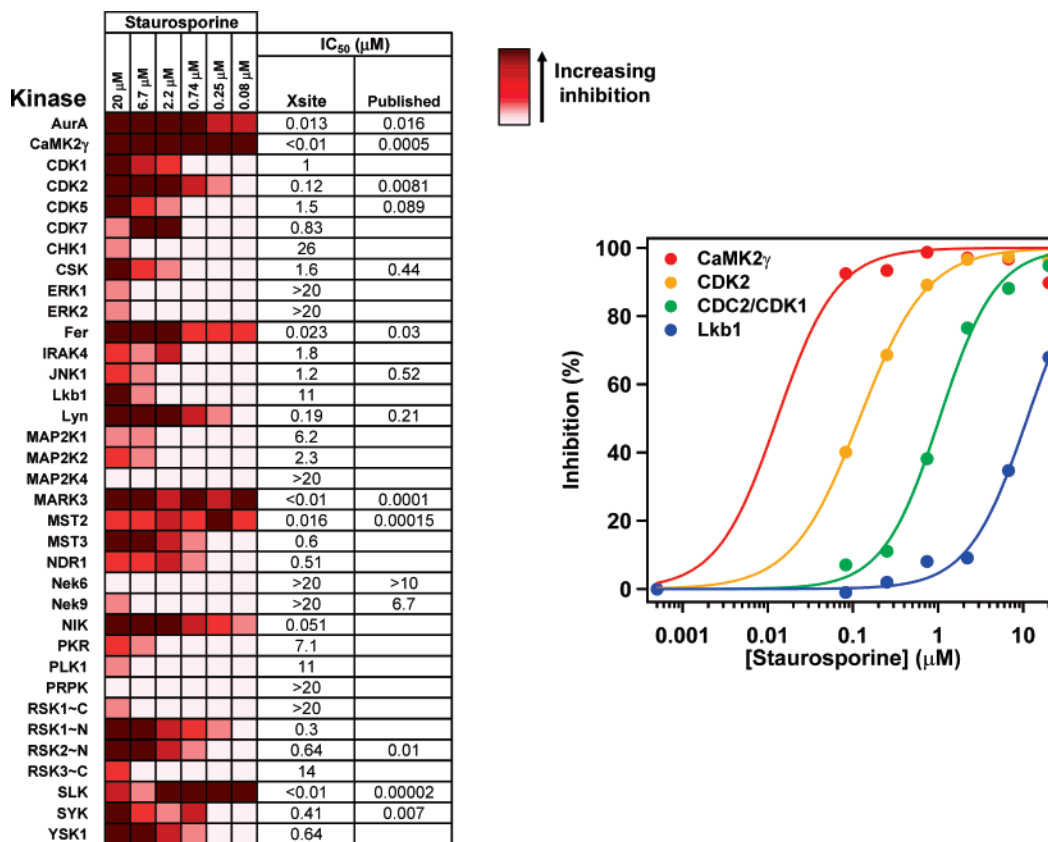 Staurosporine
IC50 (μM)
Kinase 20 μM 6.7 μM 2.2 μM 0.74 μM 0.25 μM 0.08 μM Xsite Published
AurA 0.013 0.016
CaMK2γ <0.01 0.0005
CDK1 1
CDK2 0.12 0.0081
CDK5 1.5 0.089
CDK7 0.83
CHK1 26
CSK 1.6 0.44
ERK1 >20
ERK2 >20
Fer 0.023 0.03
IRAK4 1.8
JNK1 1.2 0.52
Lkb1 11
Lyn 0.19 0.21
MAP2K1 6.2
MAP2K2 2.3
MAP2K4 >20
MARK3 <0.01 0.0001
MST2 0.016 0.00015
MST3 0.6
NDR1 0.51
Nek6 >20 >10
Nek9 >20 6.7
NIK 0.051
PKR 7.1
PLK1 11
PRPK >20
RSK1~C >20
RSK1~N 0.3
RSK2~N 0.64 0.01
RSK3~C 14
SLK <0.01 0.00002
SYK 0.41 0.007
YSK1 0.64
Increasing
inhibition
Inhibition (%)
100
80
60
40
20
0
CaMK2γ
CDK2
CDC2/CDK1
Lkb1
0.001 0.01 0.1 1 10
[Staurosporine] (μM)